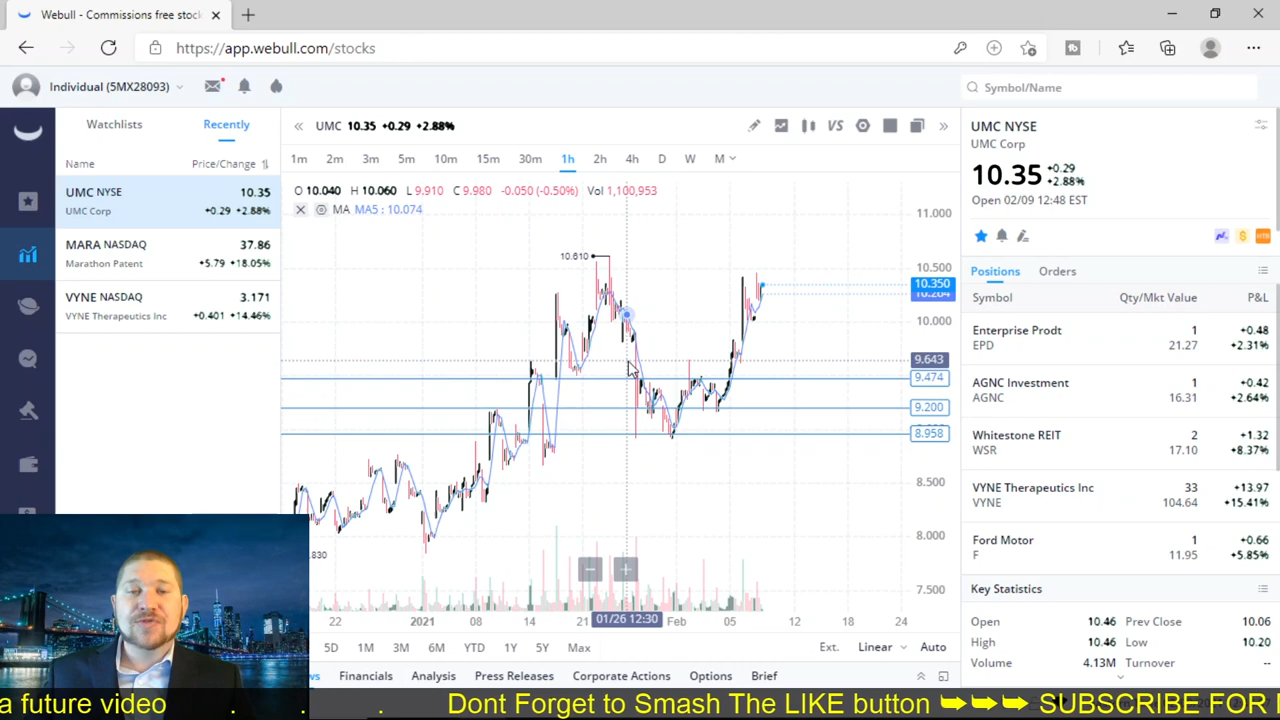 Webull - Commissions free stoc
https://app.webull.com/stocks
Individual (5MX28093)
Symbol/Name
Watchlists
Recently
Name
Price/Change
UMC NYSE
10.35
UMC Corp
+0.29 +2.88%
MARA NASDAQ
37.86
Marathon Patent
+5.79 +18.05%
VYNE NASDAQ
3.171
VYNE Therapeutics Inc
+0.401 +14.46%
UMC 10.35 +0.29 +2.88%
VS
1m 2m 3m 5m 10m 15m 30m 1h 2h 4h D W M
O 10.040 H 10.060 L 9.910 C 9.980 -0.050 (-0.50%) Vol 1,100,953
MA MA5 : 10.074
11.000
10.610
10.500
10.350
10.264
10.000
9.643
9.474
9.200
8.958
8.500
8.000
.830
7.500
22 2021 08 14 21 01/26 12:30 Feb 05 12 18 24
5D 1M 3M 6M YTD 1Y 5Y Max
Ext. Linear Auto
Financials Analysis Press Releases Corporate Actions Options Brief
UMC NYSE
UMC Corp
10.35 +0.29
+2.88%
Open 02/09 12:48 EST
Positions Orders
Symbol Qty/Mkt Value P&L
Enterprise Prodt 1 +0.48
EPD 21.27 +2.31%
AGNC Investment 1 +0.42
AGNC 16.31 +2.64%
Whitestone REIT 2 +1.32
WSR 17.10 +8.37%
VYNE Therapeutics Inc 33 +13.97
VYNE 104.64 +15.41%
Ford Motor 1 +0.66
F 11.95 +5.85%
Key Statistics
Open 10.46 Prev Close 10.06
High 10.46 Low 10.20
Volume 4.13M Turnover --
a future video . . . Dont Forget to Smash The LIKE button ➥➥➥ SUBSCRIBE FOR